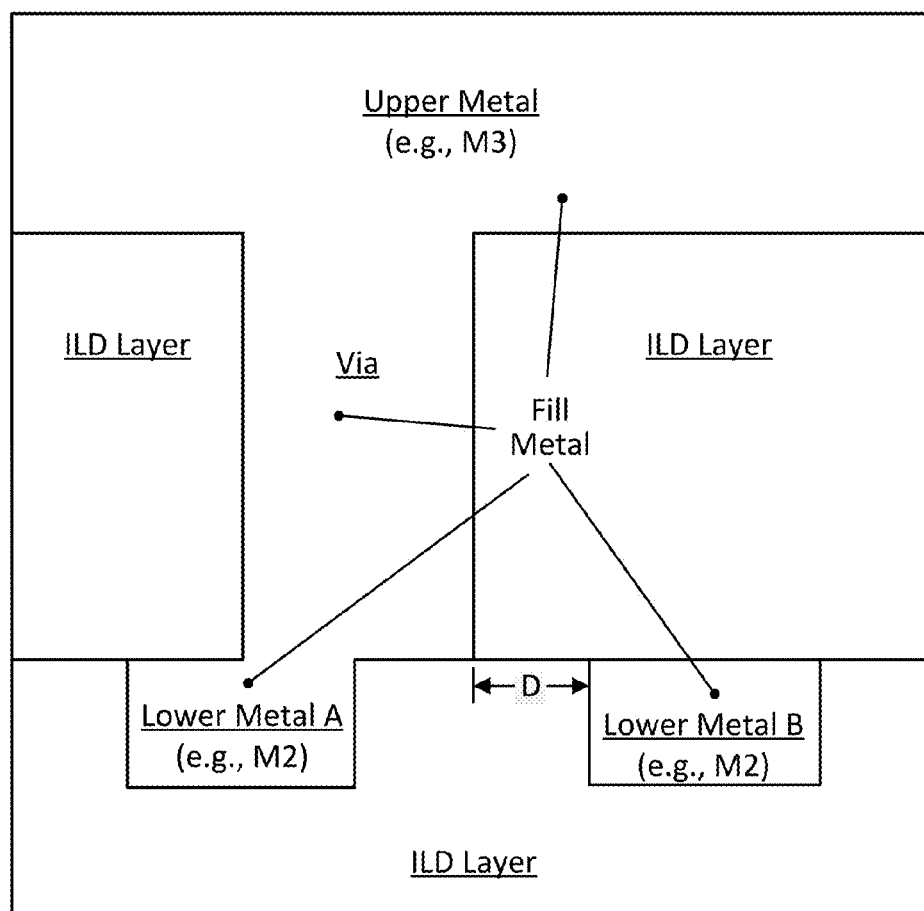 Upper Metal
(e.g., M3)
ILD Layer
ILD Layer
Via
Fill
Metal
D
Lower Metal A
(e.g., M2)
Lower Metal B
(e.g., M2)
ILD Layer